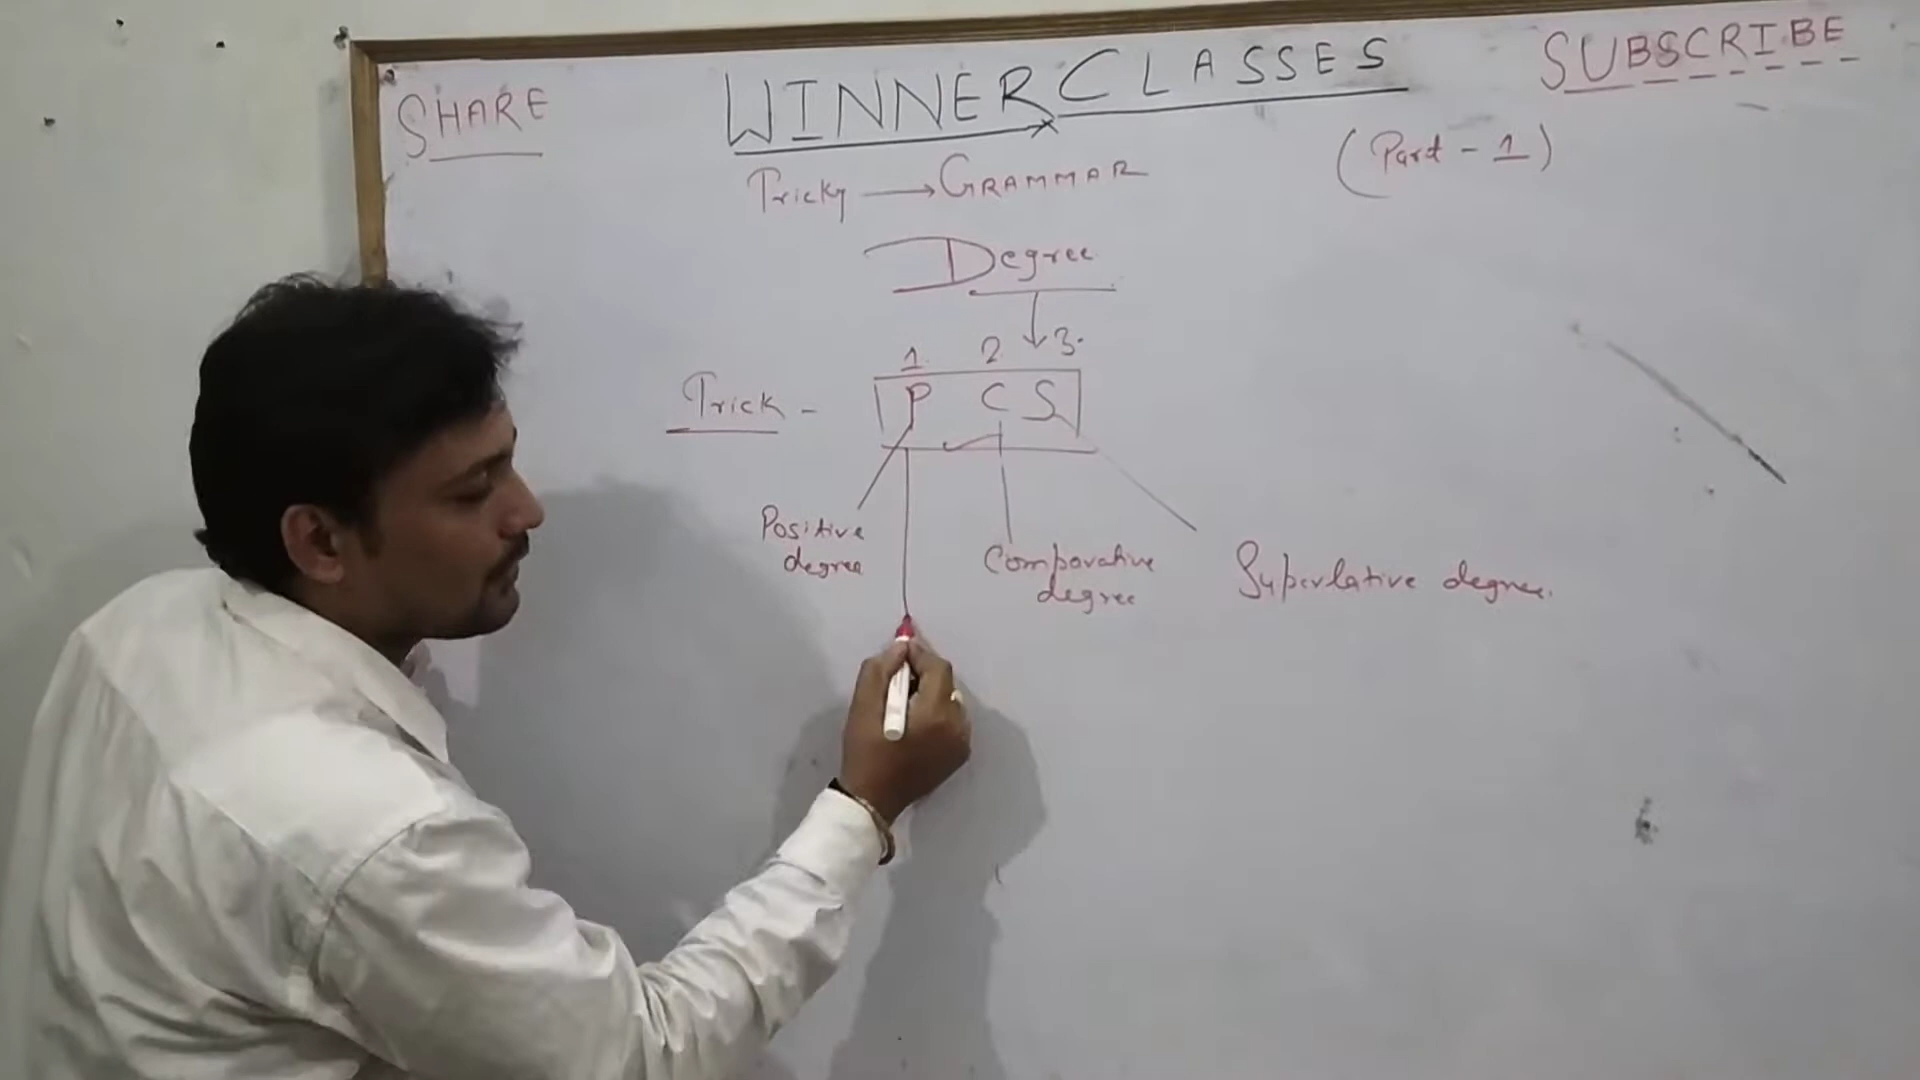 SHARE
WINNER CLASSES
SUBSCRIBE
(Part - 1)
Tricky → GRAMMAR
Degree
1. 2. 3.
Trick - P C S
Positive
degree
Comparative
degree
Superlative degree.